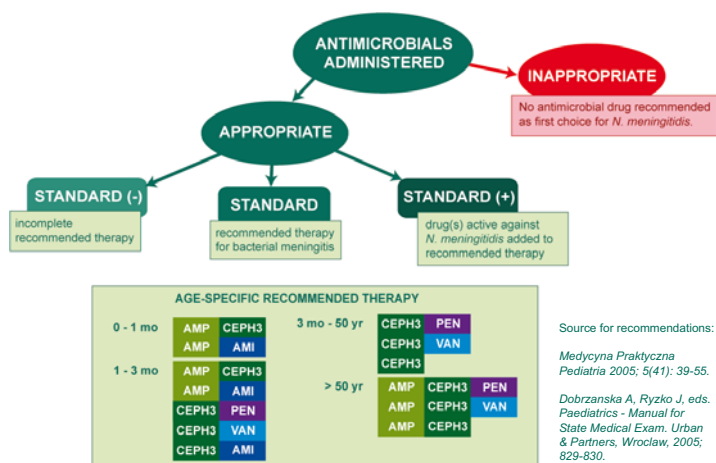 ANTIMICROBIALS
ADMINISTERED
INAPPROPRIATE
No antimicrobial drug recommended
as first choice for N. meningitidis.
APPROPRIATE
STANDARD (-)
incomplete
recommended therapy
STANDARD
recommended therapy
for bacterial meningitis
STANDARD (+)
drug(s) active against
N. meningitidis added to
recommended therapy
AGE-SPECIFIC RECOMMENDED THERAPY
0 - 1 mo
AMP CEPH3
AMP AMI
1 - 3 mo
AMP CEPH3
AMP AMI
CEPH3 PEN
CEPH3 VAN
CEPH3 AMI
3 mo - 50 yr
CEPH3 PEN
CEPH3 VAN
CEPH3
> 50 yr
AMP CEPH3 PEN
AMP CEPH3 VAN
AMP CEPH3
Source for recommendations:
Medycyna Praktyczna
Pediatria 2005; 5(41): 39-55.
Dobrzanska A, Ryzko J, eds.
Paediatrics - Manual for
State Medical Exam. Urban
& Partners, Wroclaw, 2005;
829-830.